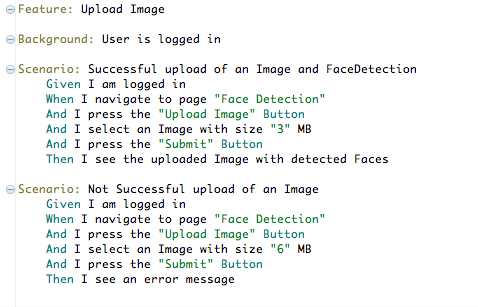 Feature: Upload Image
Background: User is logged in
Scenario: Successful upload of an Image and FaceDetection
Given I am logged in
When I navigate to page "Face Detection"
And I press the "Upload Image" Button
And I select an Image with size "3" MB
And I press the "Submit" Button
Then I see the uploaded Image with detected Faces
Scenario: Not Successful upload of an Image
Given I am logged in
When I navigate to page "Face Detection"
And I press the "Upload Image" Button
And I select an Image with size "6" MB
And I press the "Submit" Button
Then I see an error message